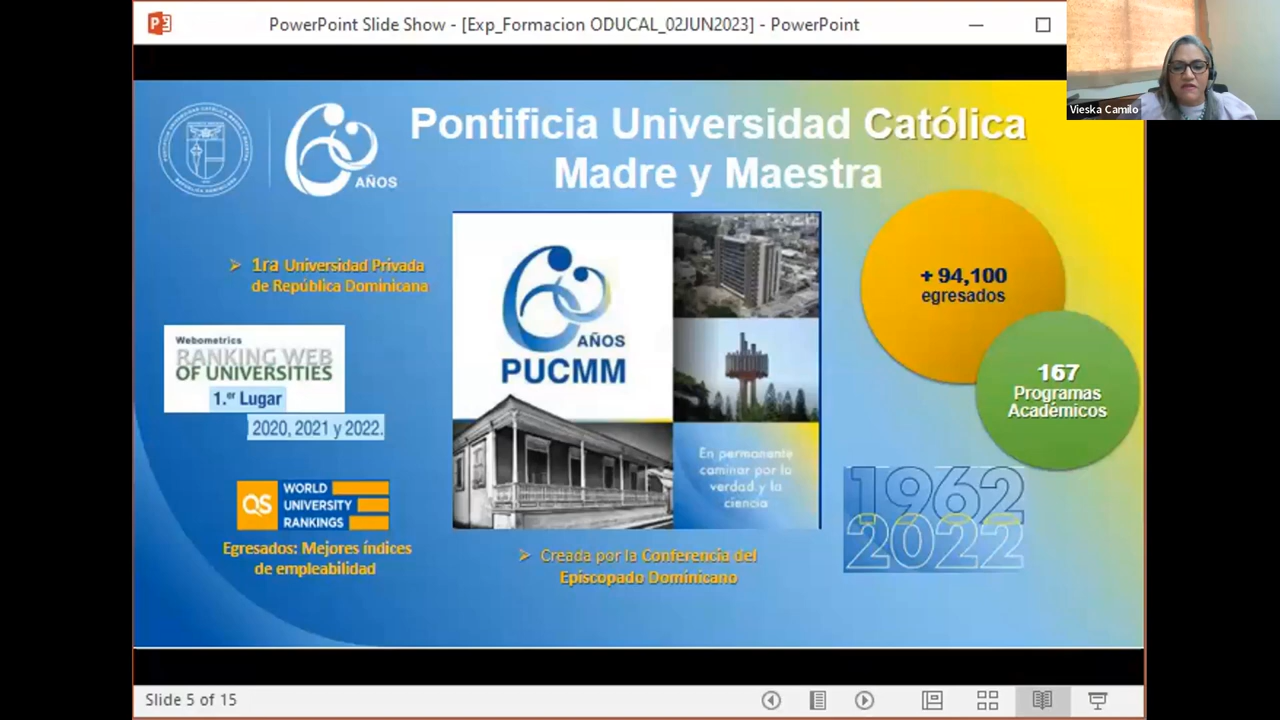 PowerPoint Slide Show - [Exp_Formacion ODUCAL_02JUN2023] - PowerPoint
Vieska Camilo
60 AÑOS
Pontificia Universidad Católica
Madre y Maestra
1ra Universidad Privada
de República Dominicana
Webometrics
RANKING WEB
OF UNIVERSITIES
1.er Lugar
2020, 2021 y 2022.
QS WORLD
UNIVERSITY
RANKINGS
Egresados: Mejores índices
de empleabilidad
60 AÑOS
PUCMM
En permanente
caminar por la
verdad y la
ciencia
Creada por la Conferencia del
Episcopado Dominicano
+ 94,100
egresados
167
Programas
Académicos
1962
2022
Slide 5 of 15